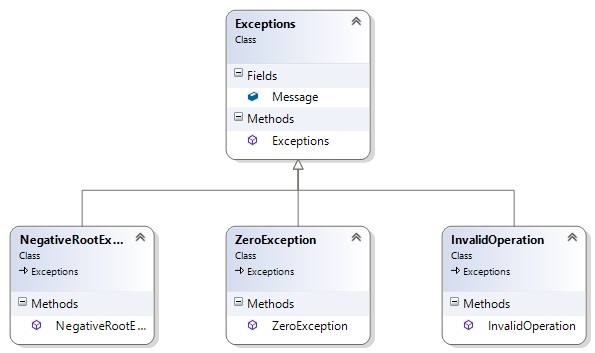 Exceptions
Class
Fields
Message
Methods
Exceptions
NegativeRootEx...
Class
Exceptions
Methods
NegativeRootE...
ZeroException
Class
Exceptions
Methods
ZeroException
InvalidOperation
Class
Exceptions
Methods
InvalidOperation